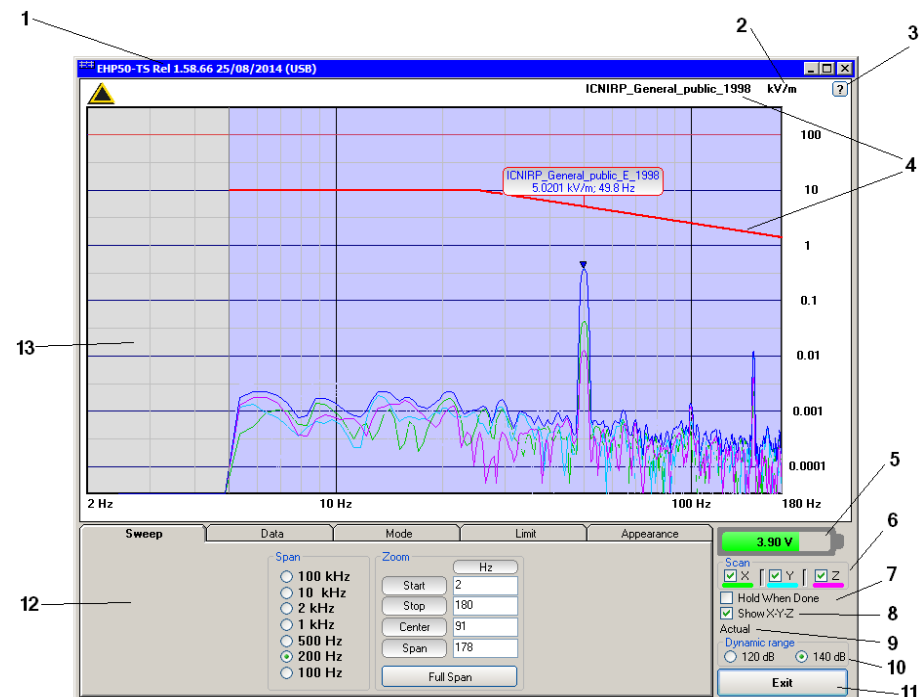 1
2
3
EHP50-TS Rel 1.58.66 25/08/2014 (USB)
ICNIRP_General_public_1998 kV/m ?
100
4
ICNIRP_General_public_E_1998
5.0201 kV/m; 49.8 Hz
10
1
0.1
13
0.01
0.001
0.0001
2 Hz 10 Hz 100 Hz 180 Hz
5
Sweep Data Mode Limit Appearance
3.90 V
6
Span Zoom
Scan
Hz
X Y Z
100 kHz
Start 2
7
10 kHz
Hold When Done
12
2 kHz
Stop 180
Show X-Y-Z
8
1 kHz
Center 91
Actual
9
500 Hz
Span 178
Dynamic range
200 Hz
120 dB 140 dB
10
100 Hz
Full Span
Exit
11